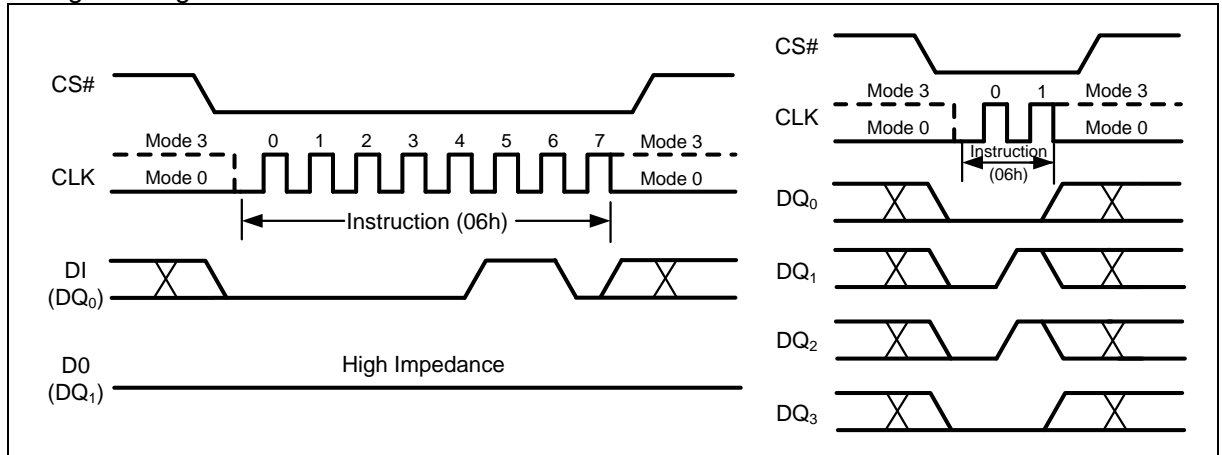 CS#
Mode 3 0 1 2 3 4 5 6 7 Mode 3
CLK
Mode 0 Mode 0
Instruction (06h)
DI
(DQ₀)
D0
(DQ₁)
High Impedance
CS#
Mode 3 0 1 Mode 3
CLK
Mode 0 Mode 0
Instruction
(06h)
DQ₀
DQ₁
DQ₂
DQ₃